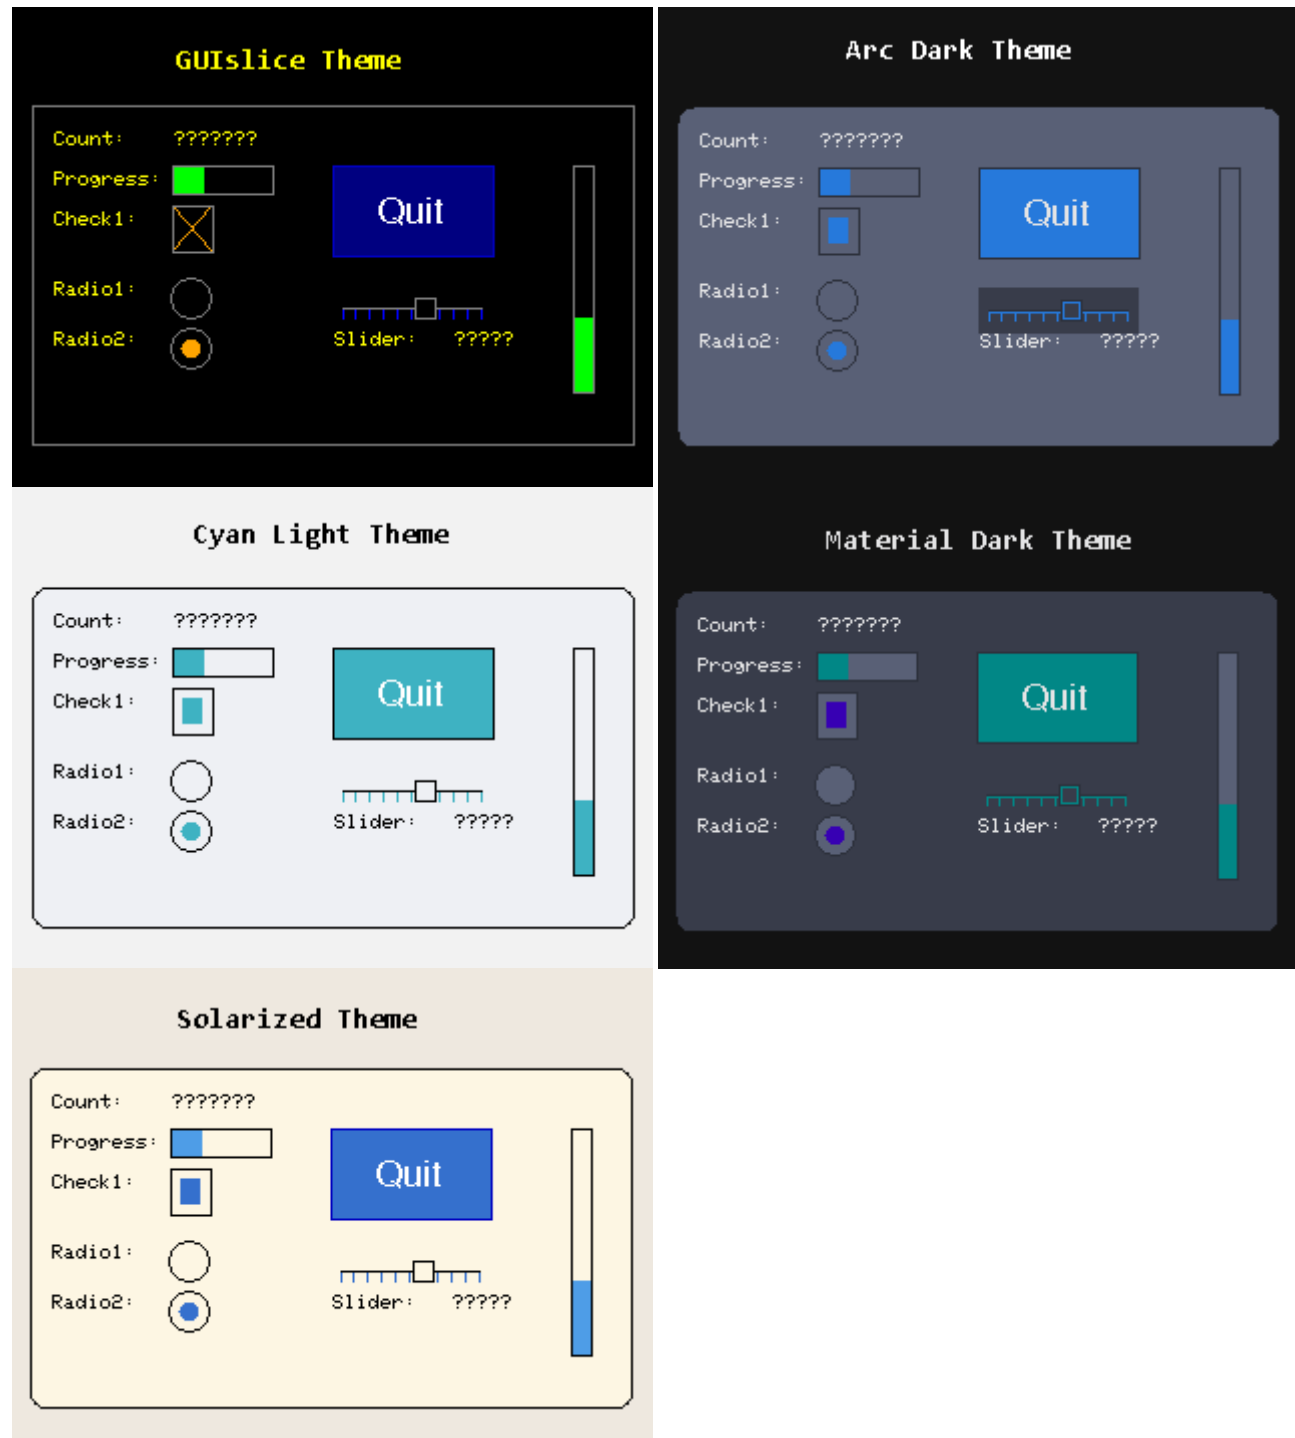 GUIslice Theme
Count: ???????
Progress:
Check1:
Quit
Radio1:
Radio2:
Slider: ?????
Arc Dark Theme
Count: ???????
Progress:
Check1:
Quit
Radio1:
Radio2:
Slider: ?????
Cyan Light Theme
Count: ???????
Progress:
Check1:
Quit
Radio1:
Radio2:
Slider: ?????
Material Dark Theme
Count: ???????
Progress:
Check1:
Quit
Radio1:
Radio2:
Slider: ?????
Solarized Theme
Count: ???????
Progress:
Check1:
Quit
Radio1:
Radio2:
Slider: ?????